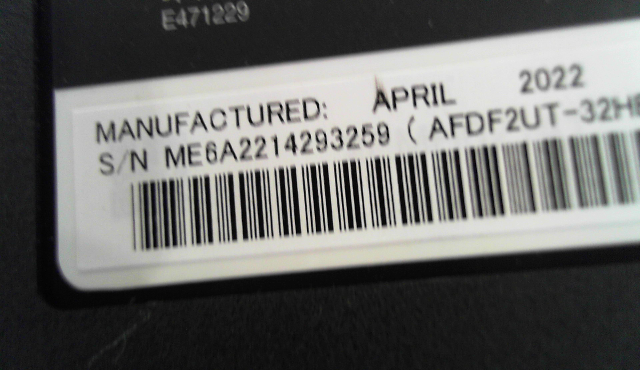 E471229
MANUFACTURED: APRIL 2022
S/N ME6A2214293259 ( AFDF2UT-32H